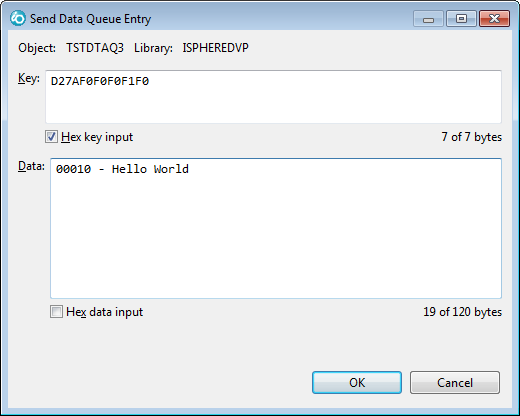 Send Data Queue Entry
Object: TSTDTAQ3 Library: ISPHEREDVP
Key: D27AF0F0F0F1F0
Hex key input 7 of 7 bytes
Data: 00010 - Hello World
Hex data input 19 of 120 bytes
OK Cancel